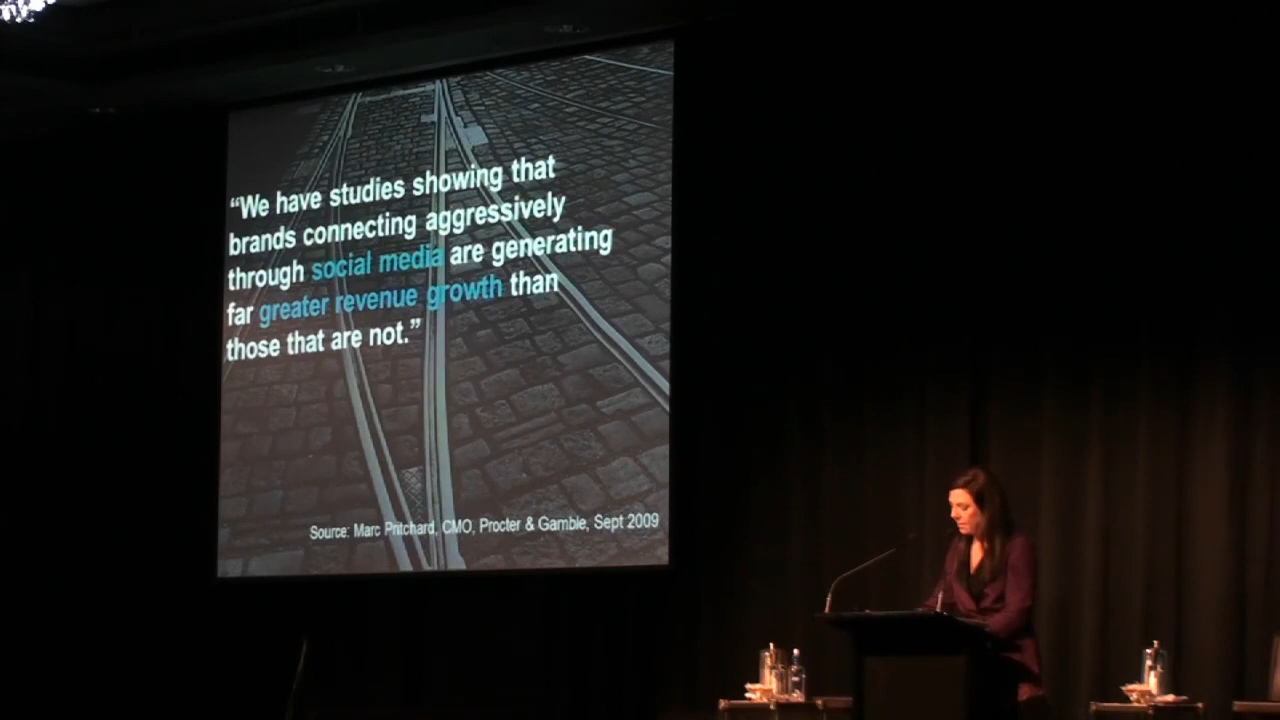 “We have studies showing that
brands connecting aggressively
through social media are generating
far greater revenue growth than
those that are not.”
Source: Marc Pritchard, CMO, Procter & Gamble, Sept 2009